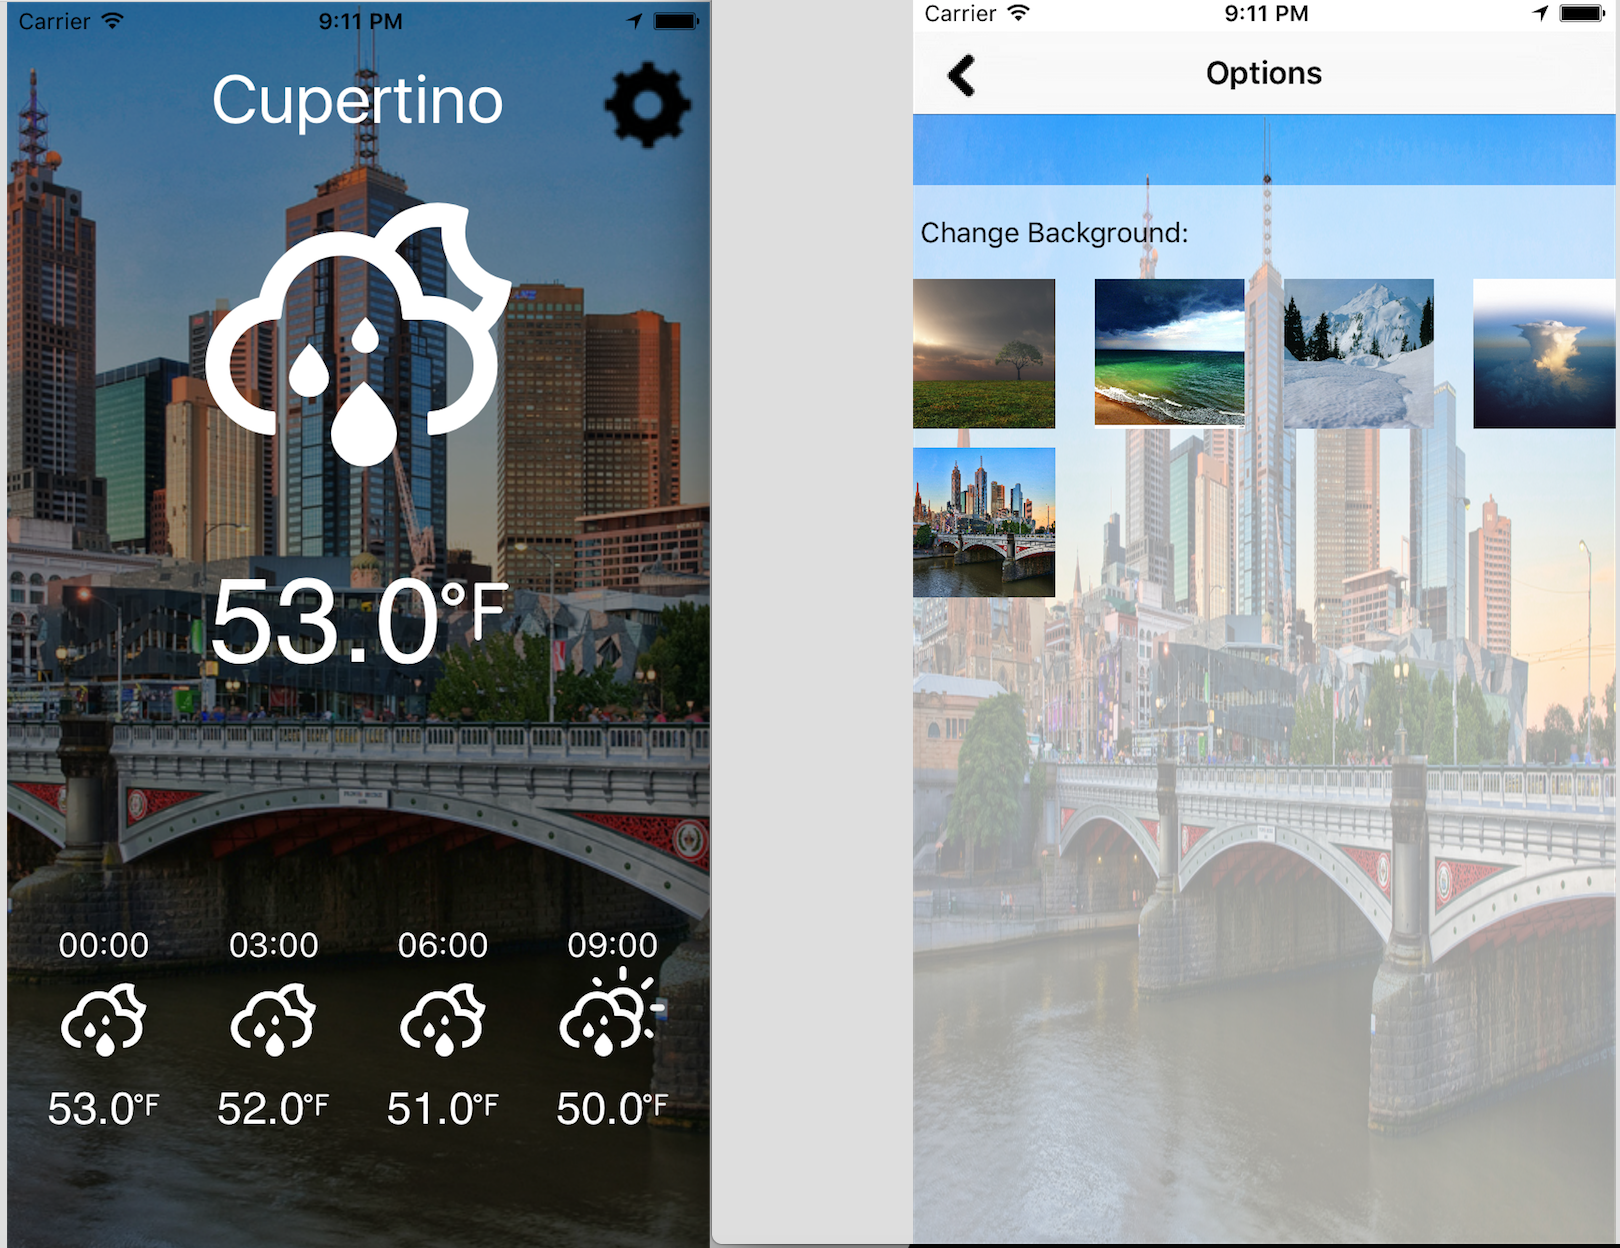 Carrier 9:11 PM
Cupertino
53.0°F
00:00 03:00 06:00 09:00
53.0°F 52.0°F 51.0°F 50.0°F
Carrier 9:11 PM
Options
Change Background: